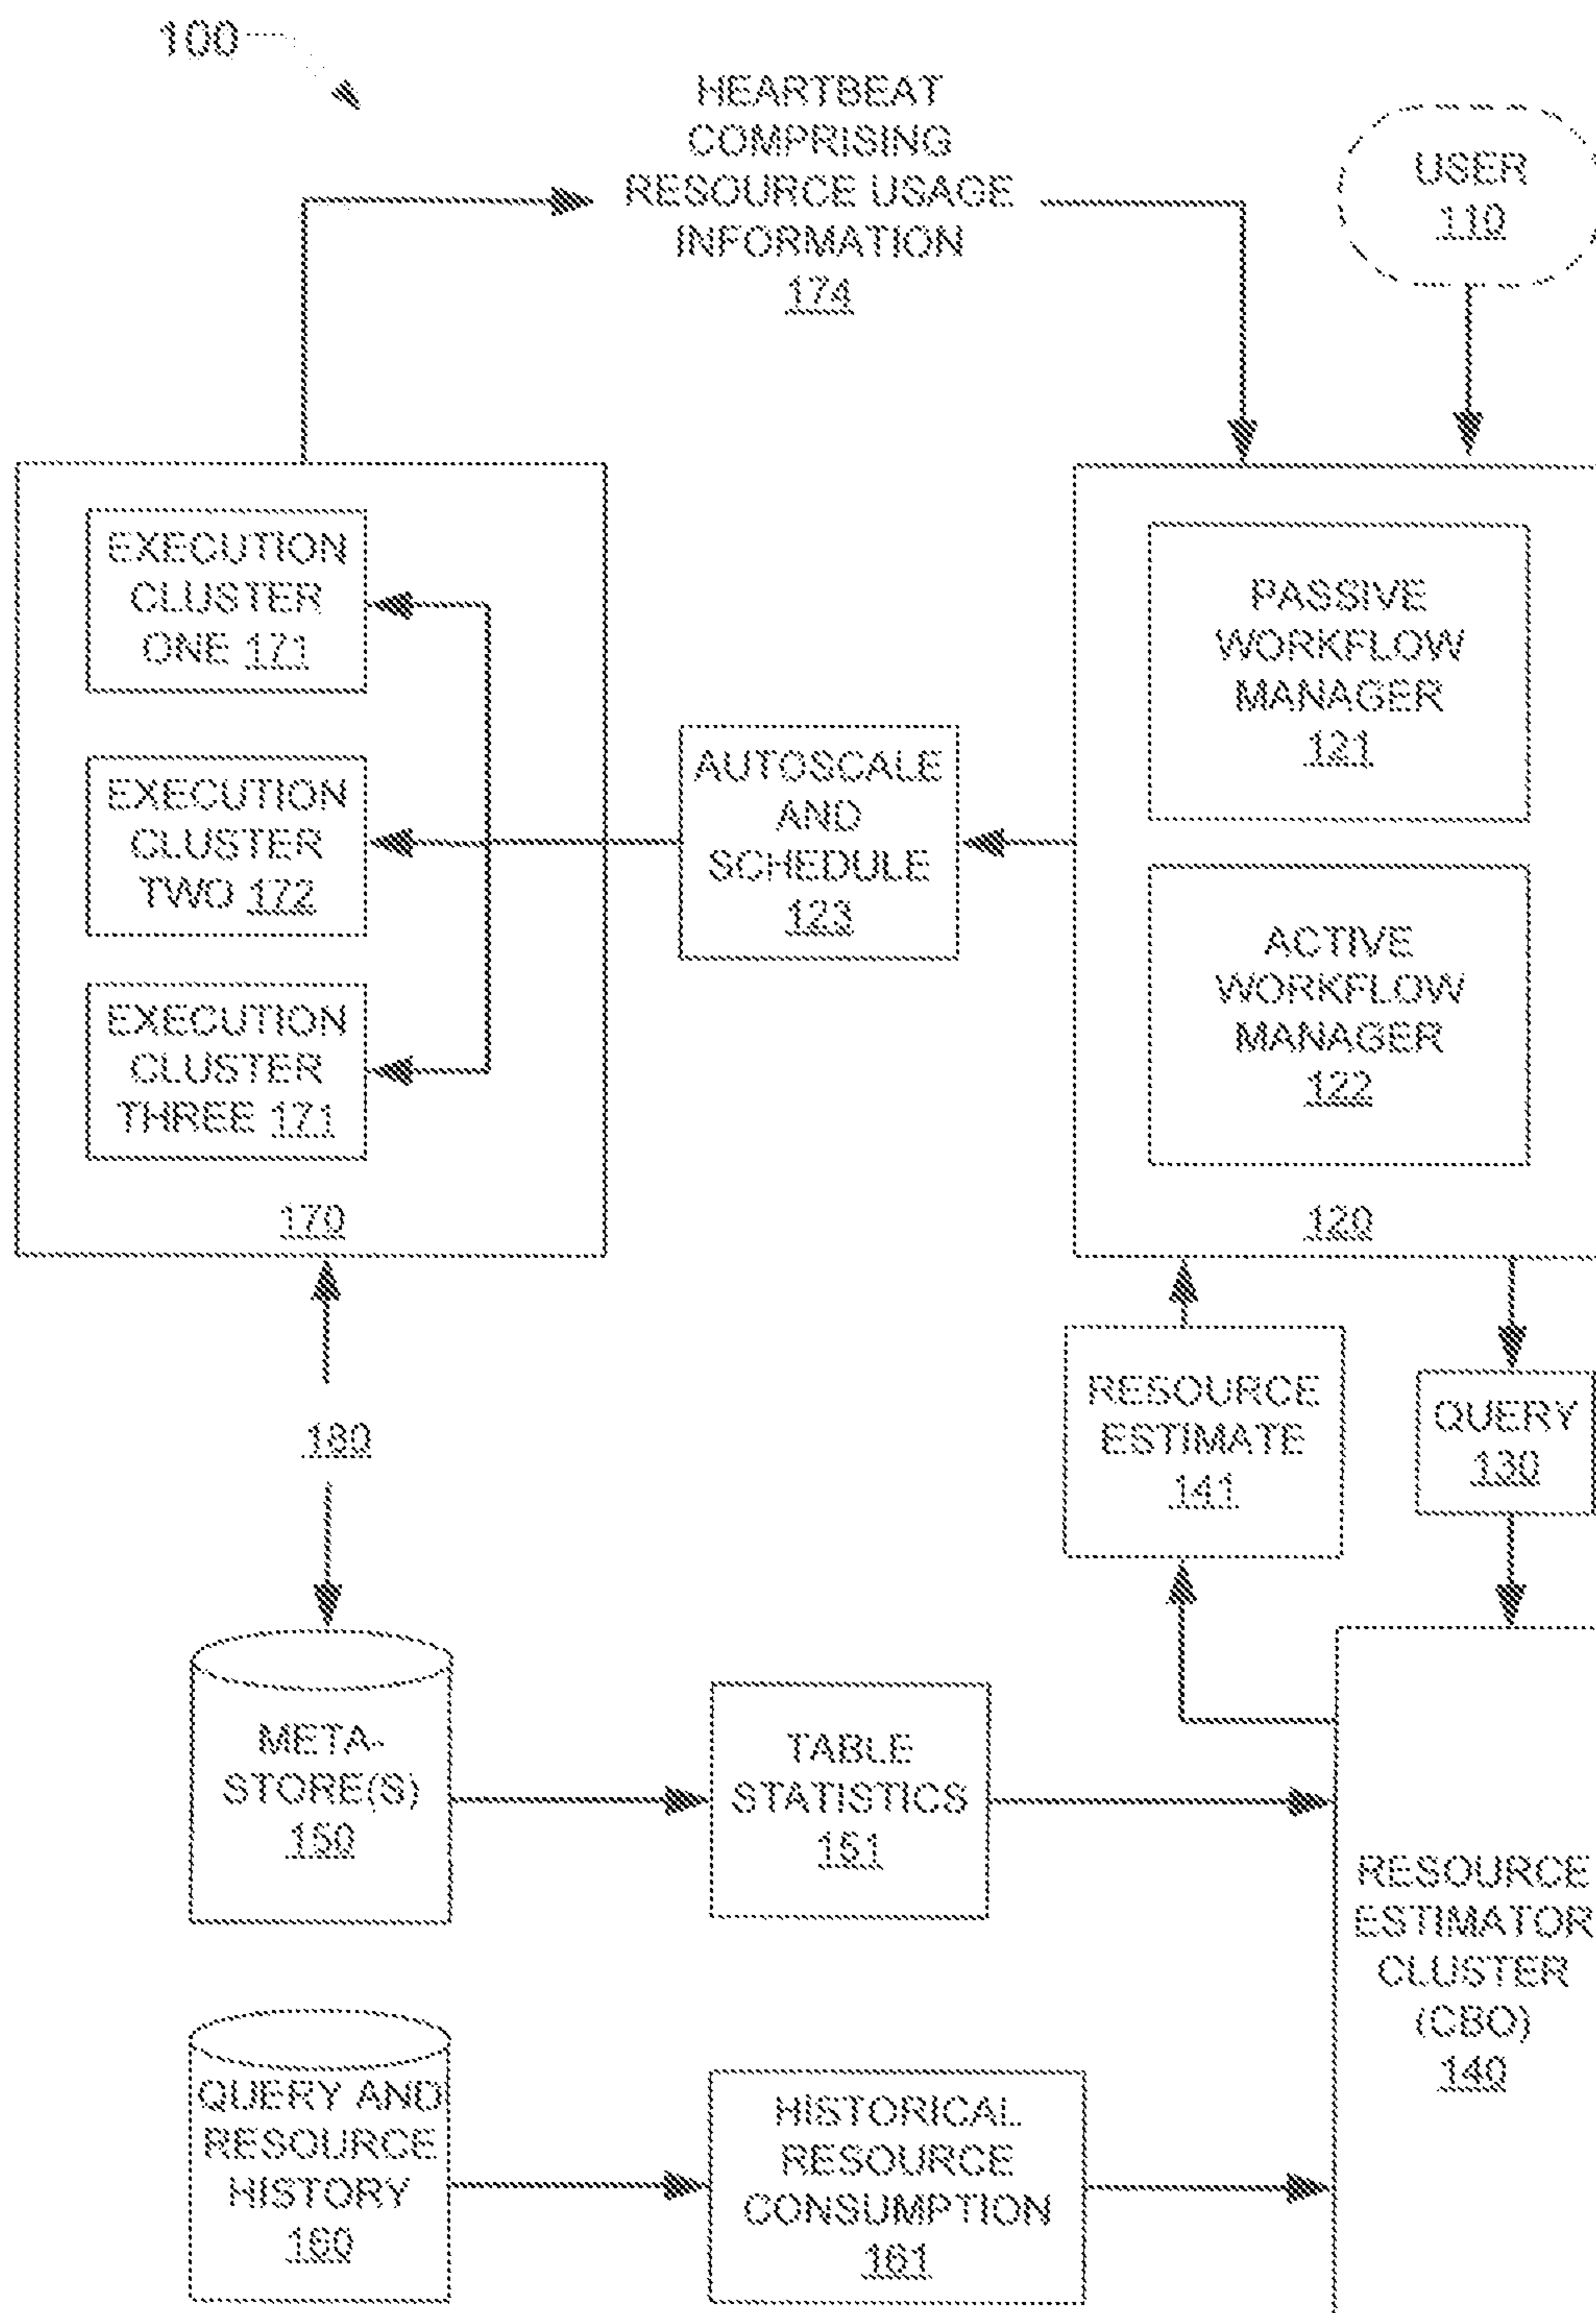 100
HEARTBEAT
COMPRISING
RESOURCE USAGE
INFORMATION
174
USER
110
EXECUTION
CLUSTER
ONE 171
EXECUTION
CLUSTER
TWO 172
EXECUTION
CLUSTER
THREE 171
170
AUTOSCALE
AND
SCHEDULE
123
PASSIVE
WORKFLOW
MANAGER
121
ACTIVE
WORKFLOW
MANAGER
122
120
180
RESOURCE
ESTIMATE
141
QUERY
130
META-
STORE(S)
150
TABLE
STATISTICS
151
RESOURCE
ESTIMATOR
CLUSTER
(CBO)
140
QUERY AND
RESOURCE
HISTORY
160
HISTORICAL
RESOURCE
CONSUMPTION
161